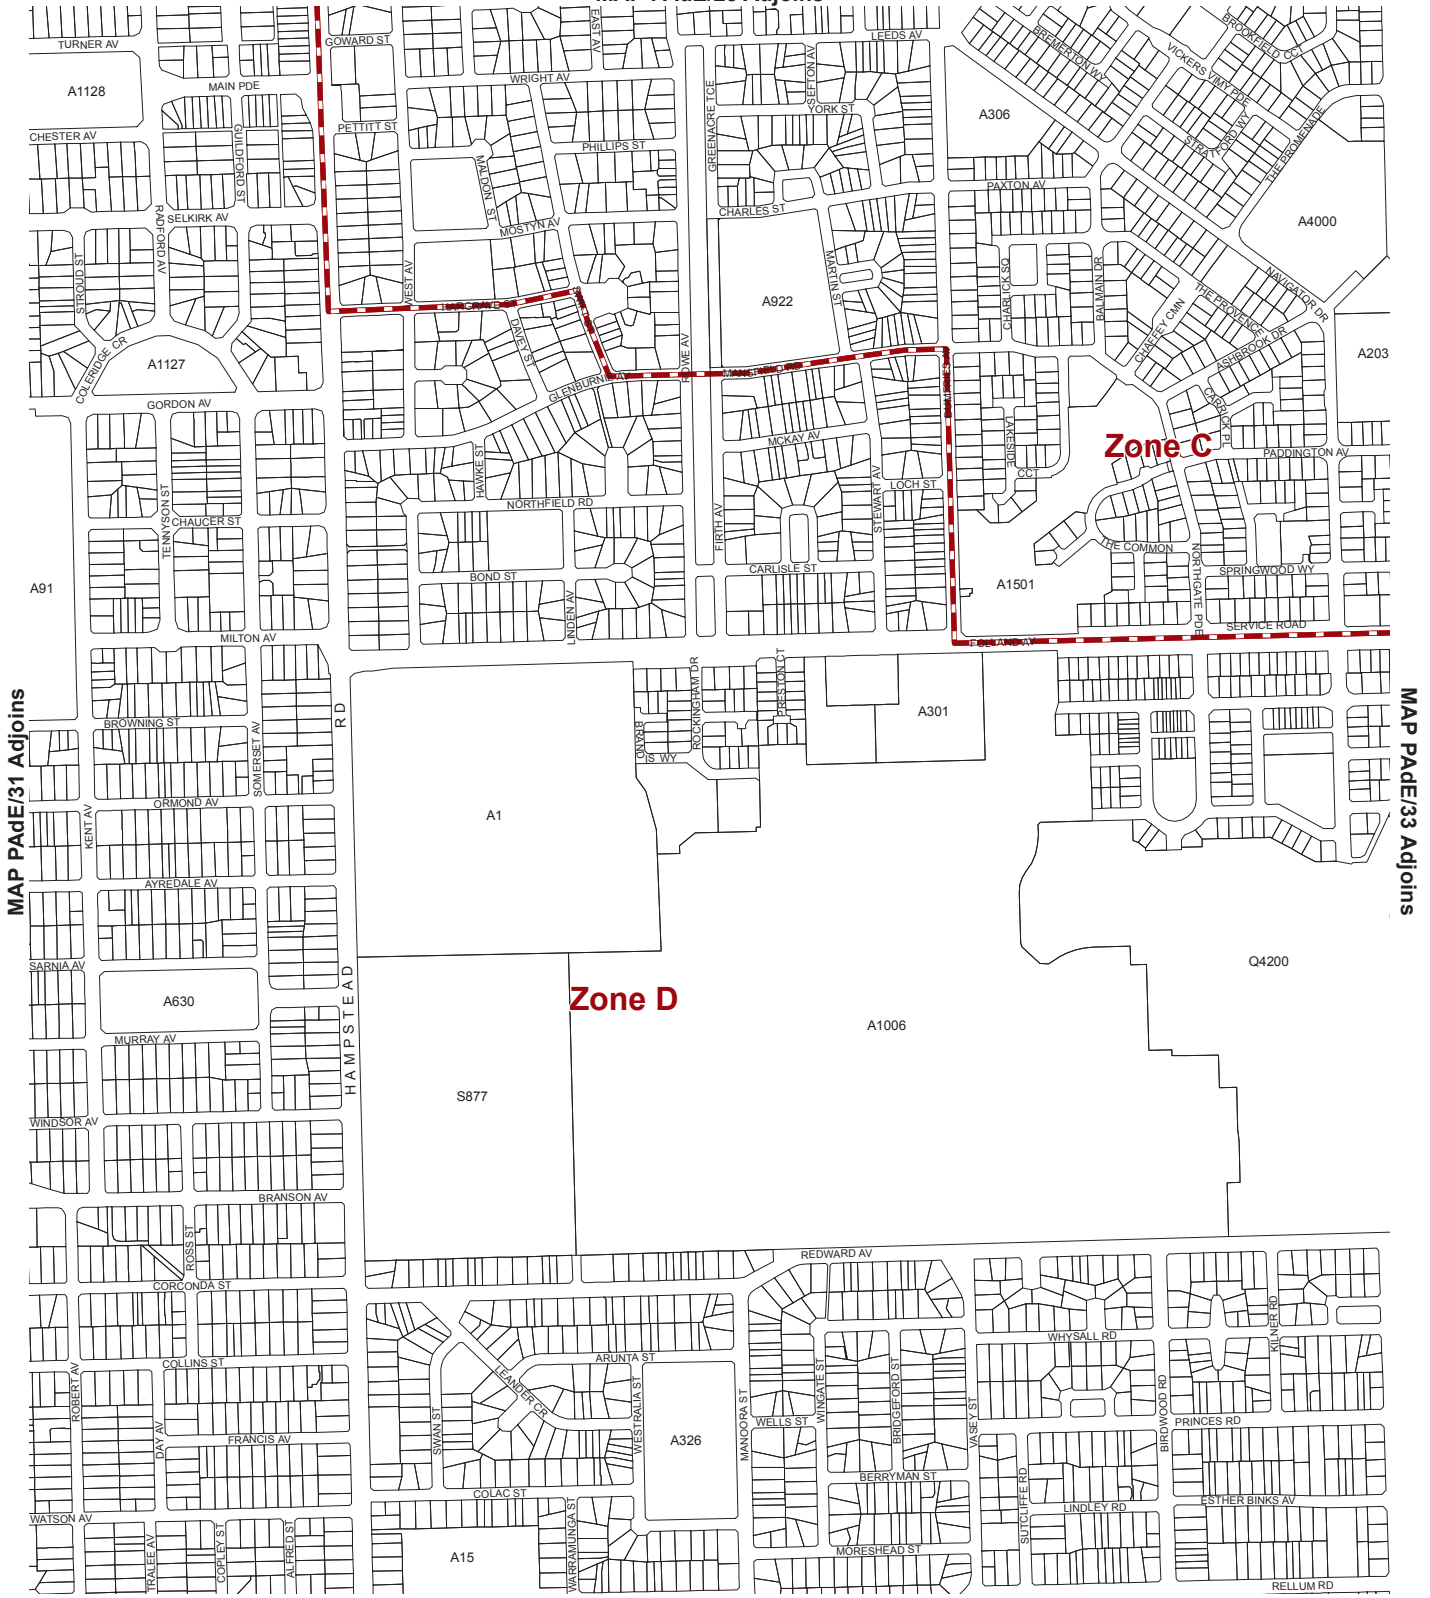 TURNER AV
GOWARD ST
EAST AV
LEEDS AV
BROOKFIELD CCT
BREMERTON WY
VICKERS VIMY PDE
SEFTON AV
WRIGHT AV
MAIN PDE
A1128
GREENACRE TCE
YORK ST
A306
PETTITT ST
CHESTER AV
GUILDFORD ST
PHILLIPS ST
STRATFORD WY
THE PROMENADE
MALDON ST
PAXTON AV
CHARLES ST
SELKIRK AV
RADFORD AV
MOSTYN AV
A4000
STROUD ST
WEST AV
MARTIN ST
CHARLICK SQ
BALMAIN DR
NAVIGATOR DR
THE PROVENCE
CHAFFEY CMN
ASHBROOK DR
HARGRAVE ST
A922
DAVEY ST
ROWE AV
COLERIDGE CR
A1127
A203
GLENBURNIE AV
MANSFIELD RD
DUMFRIES AV
GORDON AV
CARRICK PL
Zone C
MCKAY AV
LAKESIDE
CCT
PADDINGTON AV
HAWKE ST
LOCH ST
STEWART AV
NORTHFIELD RD
TENNYSON ST
CHAUCER ST
FIRTH AV
THE COMMON
NORTHGATE PDE
BOND ST
CARLISLE ST
SPRINGWOOD WY
A91
A1501
LINDEN AV
MILTON AV
FOLLAND AV
SERVICE ROAD
MAP PAdE/31 Adjoins
MAP PAdE/33 Adjoins
RD
BROWNING ST
SOMERSET AV
ROCKINGHAM DR
PRESTON CT
BRAND
IS WY
A301
ORMOND AV
KENT AV
A1
AYREDALE AV
SARNIA AV
A630
HAMPSTEAD
Zone D
A1006
Q4200
MURRAY AV
S877
WINDSOR AV
BRANSON AV
ROSS ST
REDWARD AV
CORCONDA ST
WHYSALL RD
KILNER RD
COLLINS ST
ROBERT AV
ARUNTA ST
LEANDER CR
WESTRALIA ST
WINGATE ST
BRIDGEFORD ST
MANOORA ST
VASEY ST
BIRDWOOD RD
SWAN ST
DAY AV
FRANCIS AV
A326
WELLS ST
PRINCES RD
BERRYMAN ST
COLAC ST
SUTCLIFFE RD
LINDLEY RD
ESTHER BINKS AV
WATSON AV
TRALEE AV
COPLEY ST
ALFRED ST
A15
WARRAMUNGA ST
MORESHEAD ST
RELLUM RD